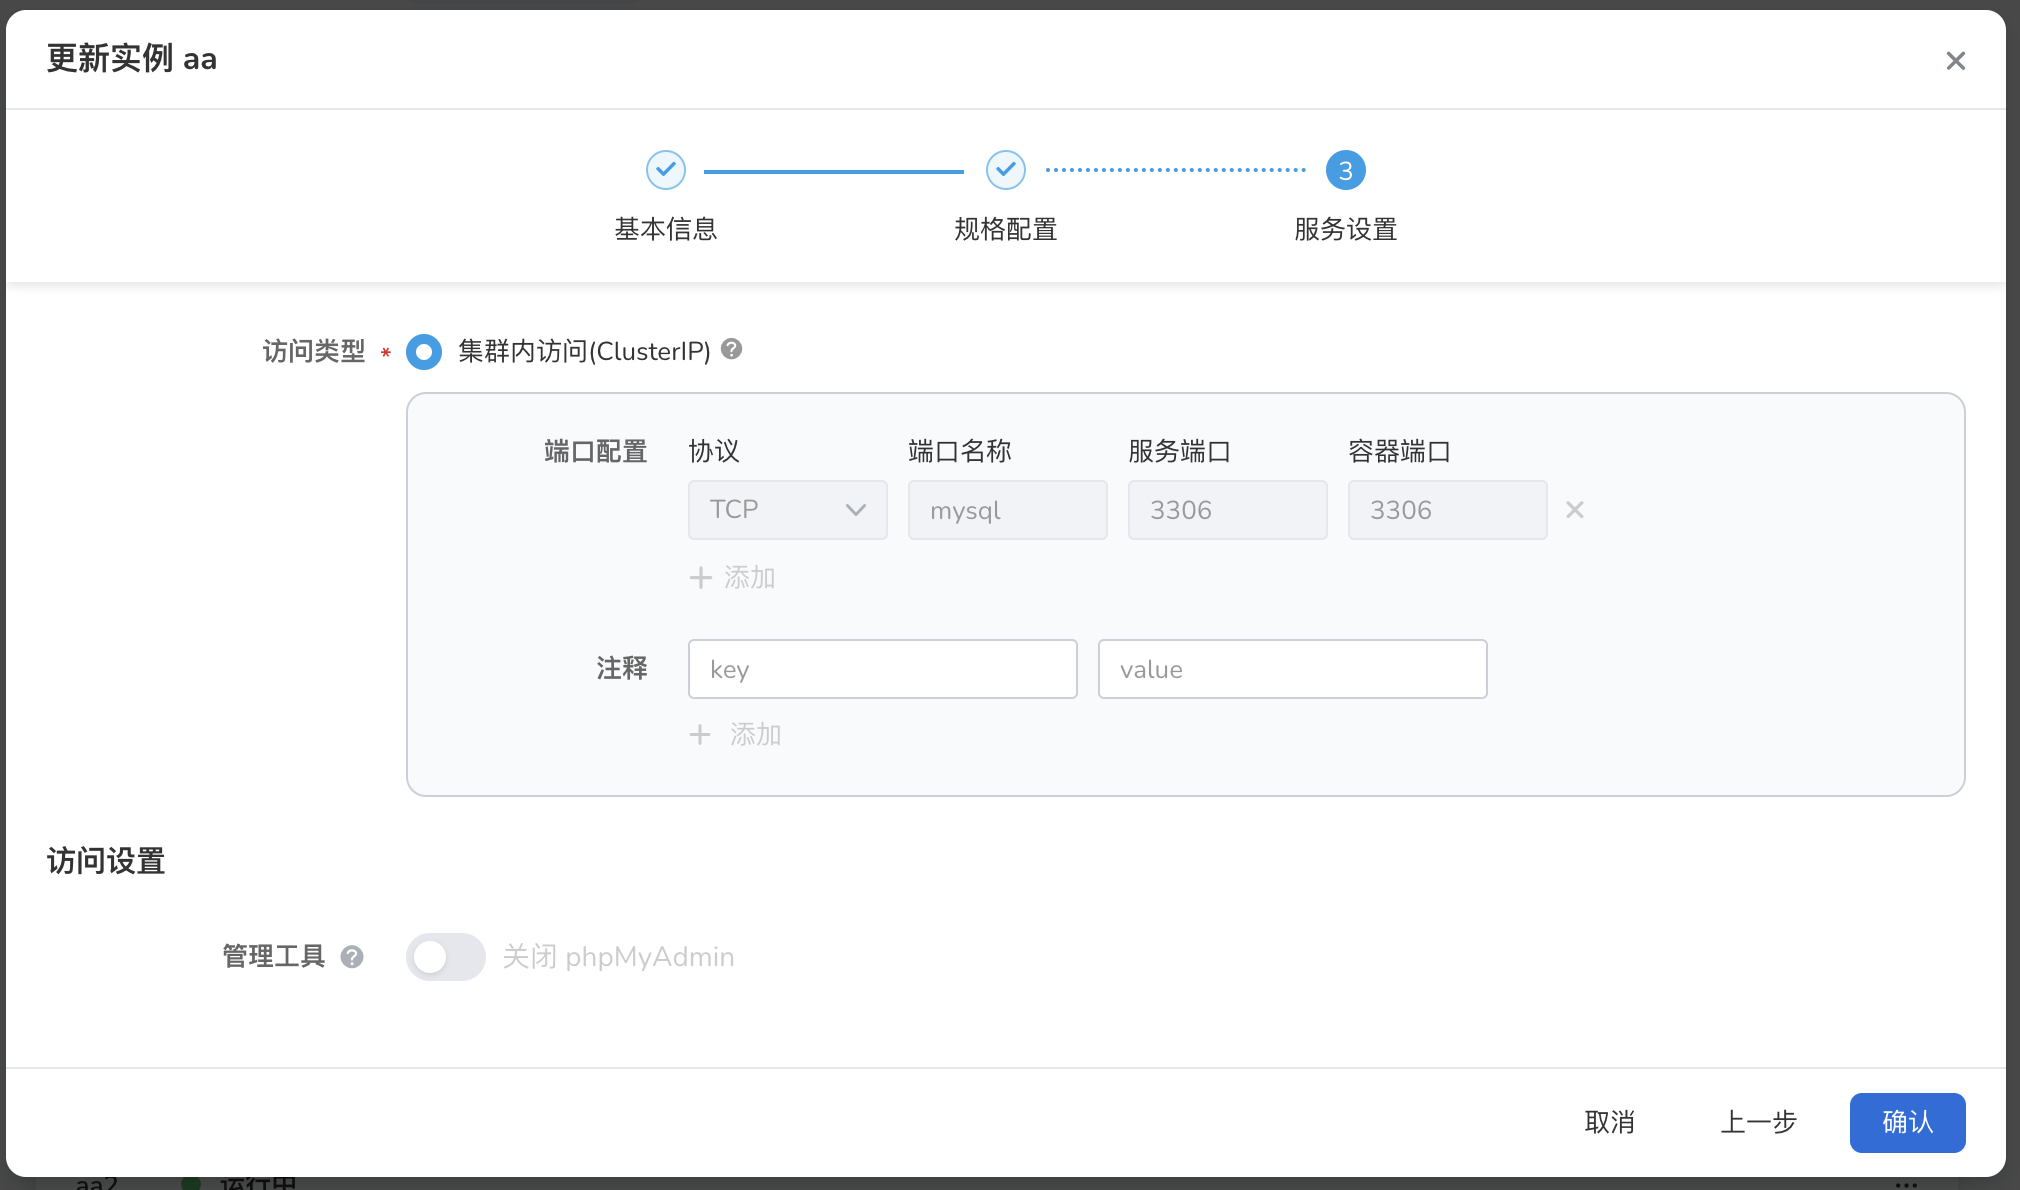 更新实例 aa
3
基本信息
规格配置
服务设置
访问类型 *
集群内访问(ClusterIP) ?
端口配置
协议
端口名称
服务端口
容器端口
TCP
mysql
3306
3306
添加
注释
key
value
添加
访问设置
管理工具 ?
关闭 phpMyAdmin
取消
上一步
确认
aa2
运行中